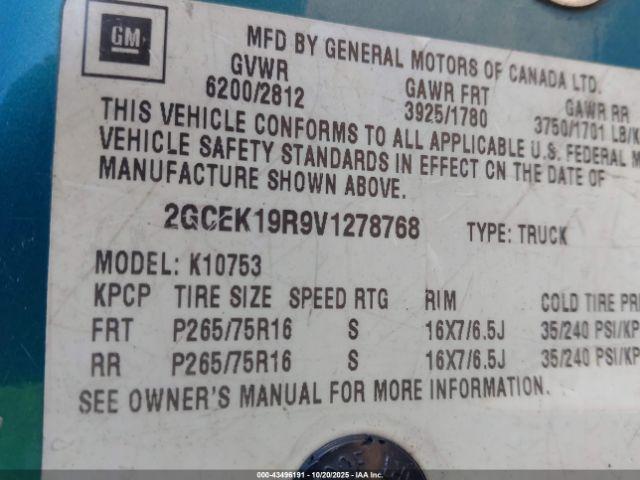 GM
MFD BY GENERAL MOTORS OF CANADA LTD.
GVWR GAWR FRT GAWR RR
6200/2812 3925/1780 3750/1701 LB/K
THIS VEHICLE CONFORMS TO ALL APPLICABLE U.S. FEDERAL M
VEHICLE SAFETY STANDARDS IN EFFECT ON THE DATE OF
MANUFACTURE SHOWN ABOVE.
2GCEK19R9V1278768 TYPE: TRUCK
MODEL: K10753
KPCP TIRE SIZE SPEED RTG RIM COLD TIRE PR
FRT P265/75R16 S 16X7/6.5J 35/240 PSI/KP
RR P265/75R16 S 16X7/6.5J 35/240 PSI/KP
SEE OWNER'S MANUAL FOR MORE INFORMATION.
000-43496191 - 10/20/2025 - IAAI.com